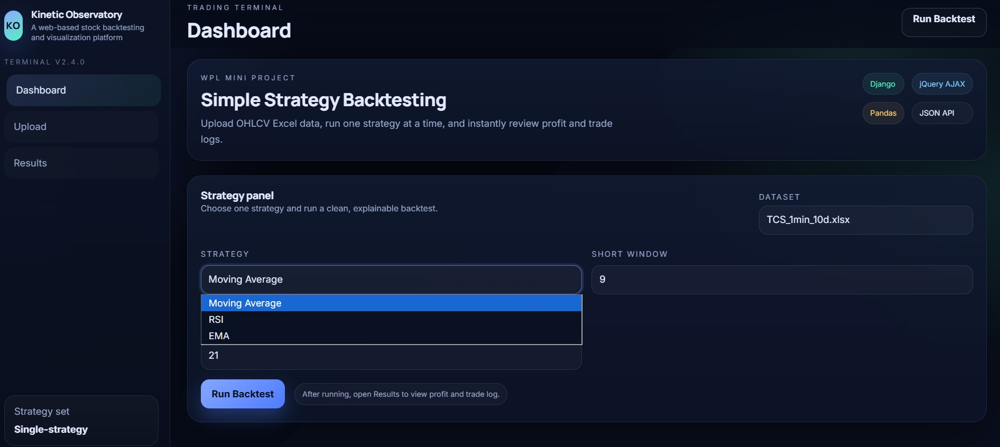 KO
Kinetic Observatory
A web-based stock backtesting
and visualization platform
TERMINAL V2.4.0
Dashboard
Upload
Results
Strategy set
Single-strategy
TRADING TERMINAL
Dashboard
Run Backtest
WPL MINI PROJECT
Simple Strategy Backtesting
Upload OHLCV Excel data, run one strategy at a time, and instantly review profit and trade
logs.
Django
jQuery AJAX
Pandas
JSON API
Strategy panel
Choose one strategy and run a clean, explainable backtest.
DATASET
TCS_1min_10d.xlsx
STRATEGY
Moving Average
SHORT WINDOW
9
Moving Average
RSI
EMA
21
Run Backtest
After running, open Results to view profit and trade log.